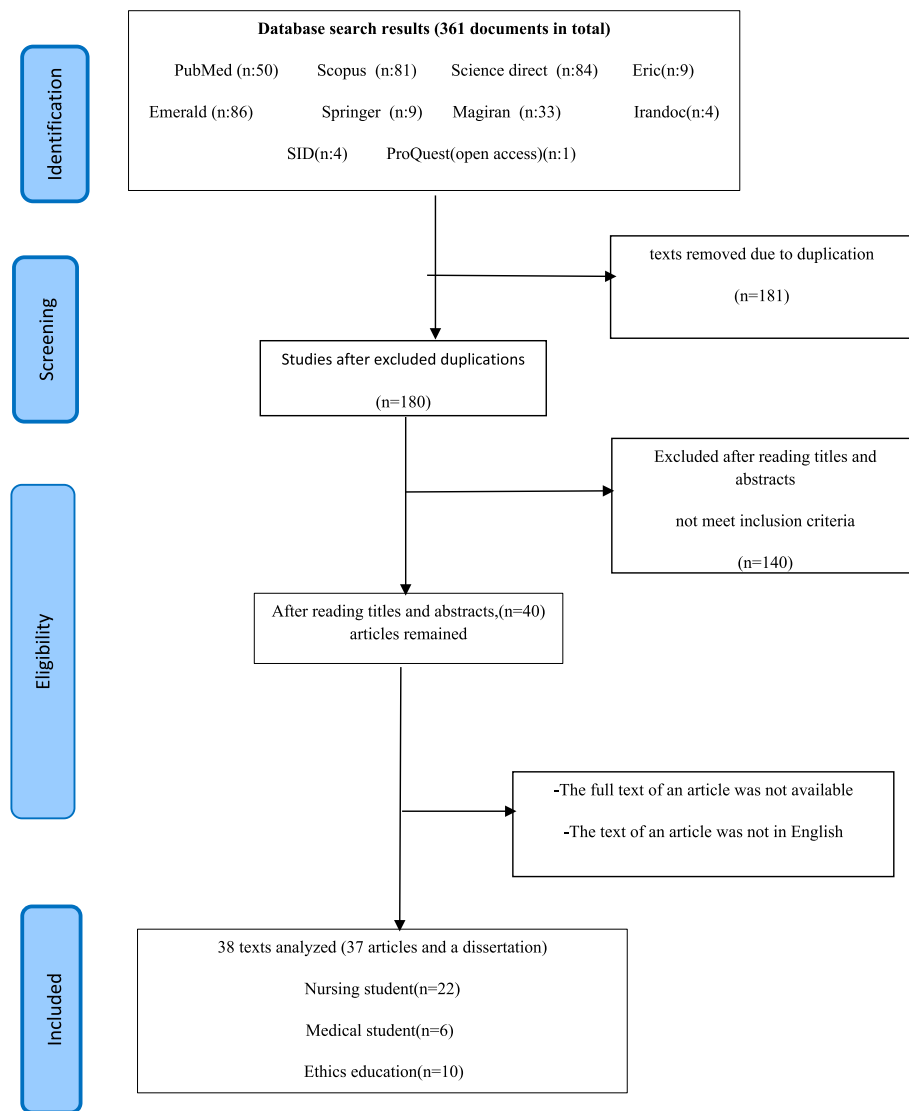 Identification
Database search results (361 documents in total)
PubMed (n:50) Scopus (n:81) Science direct (n:84) Eric(n:9)
Emerald (n:86) Springer (n:9) Magiran (n:33) Irandoc(n:4)
SID(n:4) ProQuest(open access)(n:1)
Screening
texts removed due to duplication
(n=181)
Studies after excluded duplications
(n=180)
Eligibility
Excluded after reading titles and
abstracts
not meet inclusion criteria
(n=140)
After reading titles and abstracts,(n=40)
articles remained
-The full text of an article was not available
-The text of an article was not in English
Included
38 texts analyzed (37 articles and a dissertation)
Nursing student(n=22)
Medical student(n=6)
Ethics education(n=10)